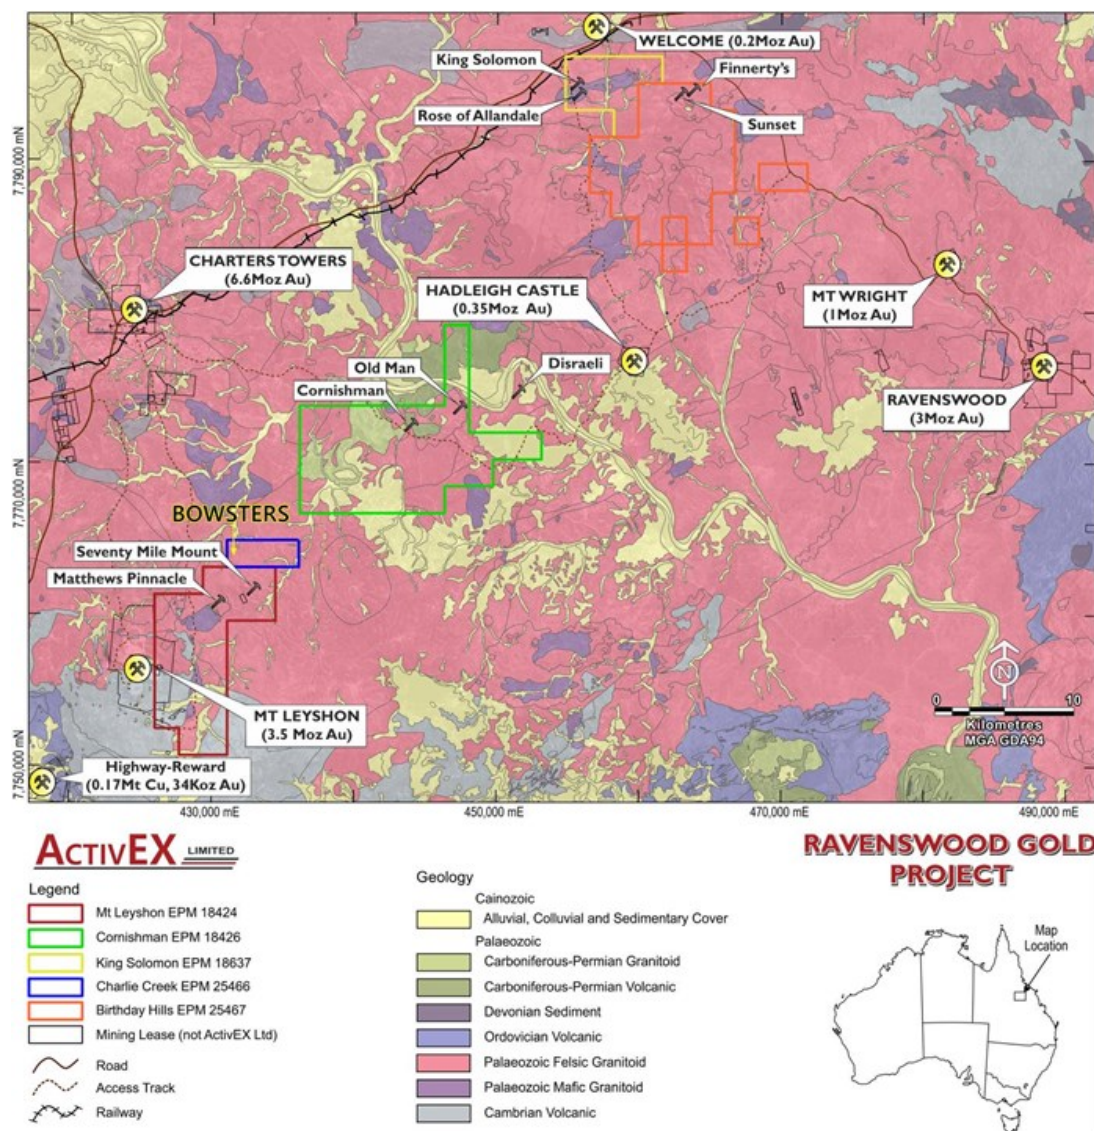 WELCOME (0.2Moz Au)
King Solomon
Finnerty's
Rose of Allandale
Sunset
7,790,000 mN
CHARTERS TOWERS
(6.6Moz Au)
HADLEIGH CASTLE
(0.35Moz Au)
MT WRIGHT
(1Moz Au)
Old Man
Disraeli
Cornishman
RAVENSWOOD
(3Moz Au)
7,770,000 mN
BOWSTERS
Seventy Mile Mount
Matthews Pinnacle
N
MT LEYSHON
(3.5 Moz Au)
0 10
Kilometres
MGA GDA94
7,750,000 mN
Highway-Reward
(0.17Mt Cu, 34Koz Au)
430,000 mE 450,000 mE 470,000 mE 490,000 mE
ACTIVEX LIMITED
RAVENSWOOD GOLD
PROJECT
Legend
Mt Leyshon EPM 18424
Cornishman EPM 18426
King Solomon EPM 18637
Charlie Creek EPM 25466
Birthday Hills EPM 25467
Mining Lease (not ActivEX Ltd)
Road
Access Track
Railway
Geology
Cainozoic
Alluvial, Colluvial and Sedimentary Cover
Palaeozoic
Carboniferous-Permian Granitoid
Carboniferous-Permian Volcanic
Devonian Sediment
Ordovician Volcanic
Palaeozoic Felsic Granitoid
Palaeozoic Mafic Granitoid
Cambrian Volcanic
Map
Location